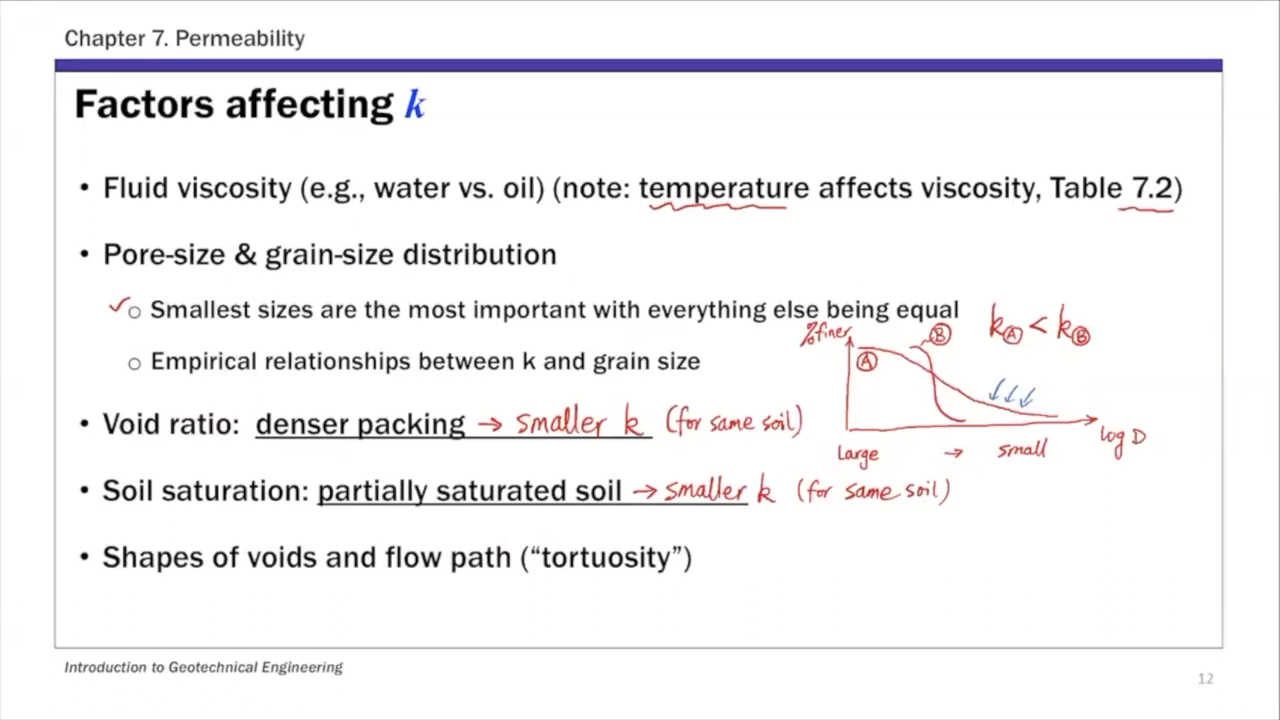 Chapter 7. Permeability
Factors affecting k
• Fluid viscosity (e.g., water vs. oil) (note: temperature affects viscosity, Table 7.2)
• Pore-size & grain-size distribution
✓○ Smallest sizes are the most important with everything else being equal
kⒶ < kⒷ
%finer
Ⓑ
Ⓐ
○ Empirical relationships between k and grain size
• Void ratio: denser packing → smaller k (for same soil)
log D
Large → small
• Soil saturation: partially saturated soil → smaller k (for same soil)
• Shapes of voids and flow path (“tortuosity”)
Introduction to Geotechnical Engineering
12